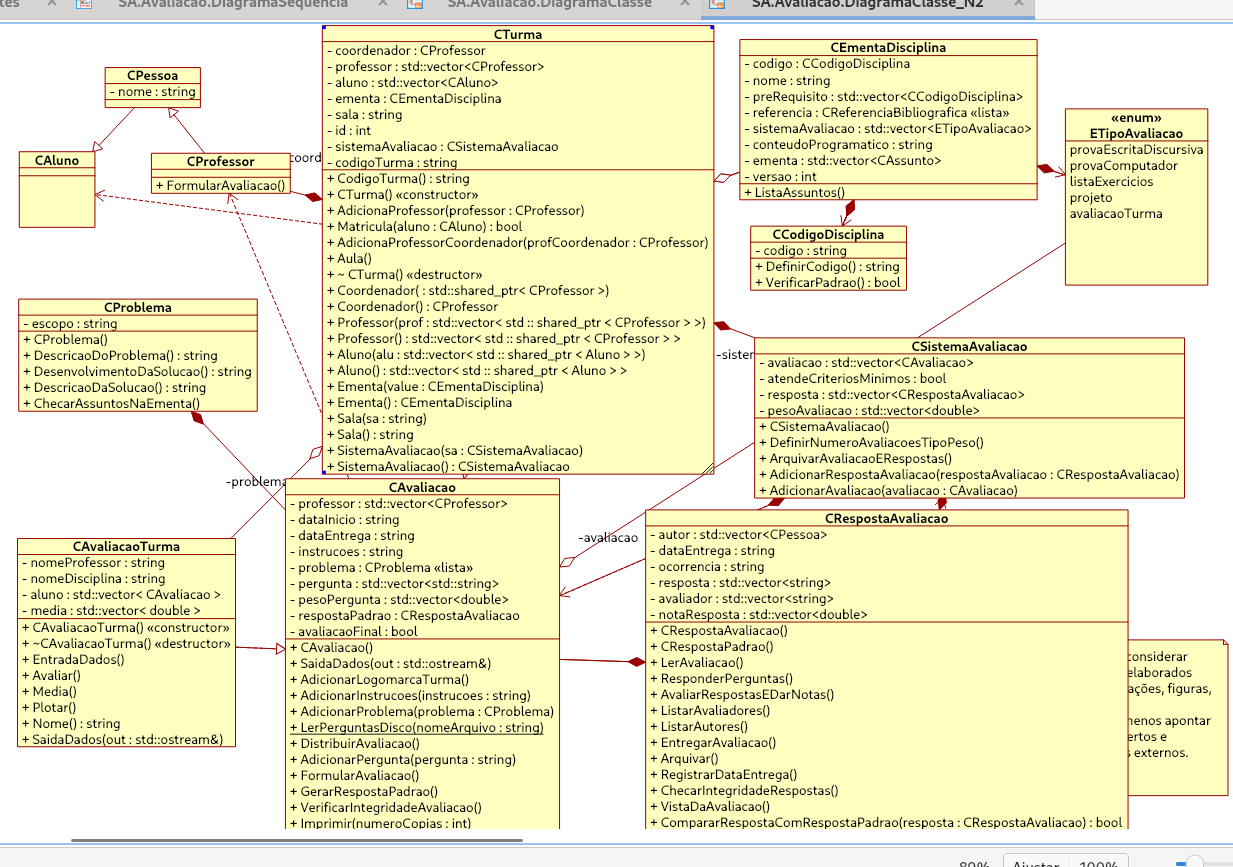 SA.Avaliacao.DiagramaSequencia
SA.Avaliacao.DiagramaClasse
SA.Avaliacao.DiagramaClasse_N2
CPessoa
- nome : string
CAluno
CProfessor
+ FormularAvaliacao()
coord
CTurma
- coordenador : CProfessor
- professor : std::vector<CProfessor>
- aluno : std::vector<CAluno>
- ementa : CEmentaDisciplina
- sala : string
- id : int
- sistemaAvaliacao : CSistemaAvaliacao
- codigoTurma : string
+ CodigoTurma() : string
+ CTurma() «constructor»
+ AdicionaProfessor(professor : CProfessor)
+ Matricula(aluno : CAluno) : bool
+ AdicionaProfessorCoordenador(profCoordenador : CProfessor)
+ Aula()
+ ~ CTurma() «destructor»
+ Coordenador( : std::shared_ptr< CProfessor >)
+ Coordenador() : CProfessor
+ Professor(prof : std::vector< std :: shared_ptr < CProfessor > >)
+ Professor() : std::vector< std :: shared_ptr < CProfessor > >
+ Aluno(alu : std::vector< std :: shared_ptr < Aluno > >)
+ Aluno() : std::vector< std :: shared_ptr < Aluno > >
+ Ementa(value : CEmentaDisciplina)
+ Ementa() : CEmentaDisciplina
+ Sala(sa : string)
+ Sala() : string
+ SistemaAvaliacao(sa : CSistemaAvaliacao)
+ SistemaAvaliacao() : CSistemaAvaliacao
CEmentaDisciplina
- codigo : CCodigoDisciplina
- nome : string
- preRequisito : std::vector<CCodigoDisciplina>
- referencia : CReferenciaBibliografica «lista»
- sistemaAvaliacao : std::vector<ETipoAvaliacao>
- conteudoProgramatico : string
- ementa : std::vector<CAssunto>
- versao : int
+ ListaAssuntos()
«enum»
ETipoAvaliacao
provaEscritaDiscursiva
provaComputador
listaExercicios
projeto
avaliacaoTurma
CCodigoDisciplina
- codigo : string
+ DefinirCodigo() : string
+ VerificarPadrao() : bool
CProblema
- escopo : string
+ CProblema()
+ DescricaoDoProblema() : string
+ DesenvolvimentoDaSolucao() : string
+ DescricaoDaSolucao() : string
+ ChecarAssuntosNaEmenta()
-sister
CSistemaAvaliacao
- avaliacao : std::vector<CAvaliacao>
- atendeCriteriosMinimos : bool
- resposta : std::vector<CRespostaAvaliacao>
- pesoAvaliacao : std::vector<double>
+ CSistemaAvaliacao()
+ DefinirNumeroAvaliacoesTipoPeso()
+ ArquivarAvaliacaoERespostas()
+ AdicionarRespostaAvaliacao(respostaAvaliacao : CRespostaAvaliacao)
+ AdicionarAvaliacao(avaliacao : CAvaliacao)
-problema
CAvaliacao
- professor : std::vector<CProfessor>
- dataInicio : string
- dataEntrega : string
- instrucoes : string
- problema : CProblema «lista»
- pergunta : std::vector<std::string>
- pesoPergunta : std::vector<double>
- respostaPadrao : CRespostaAvaliacao
- avaliacaoFinal : bool
+ CAvaliacao()
+ SaidaDados(out : std::ostream&)
+ AdicionarLogomarcaTurma()
+ AdicionarInstrucoes(instrucoes : string)
+ AdicionarProblema(problema : CProblema)
+ LerPerguntasDisco(nomeArquivo : string)
+ DistribuirAvaliacao()
+ AdicionarPergunta(pergunta : string)
+ FormularAvaliacao()
+ GerarRespostaPadrao()
+ VerificarIntegridadeAvaliacao()
+ Imprimir(numeroCopias : int)
-avaliacao
CAvaliacaoTurma
- nomeProfessor : string
- nomeDisciplina : string
- aluno : std::vector< CAvaliacao >
- media : std::vector< double >
+ CAvaliacaoTurma() «constructor»
+ ~CAvaliacaoTurma() «destructor»
+ EntradaDados()
+ Avaliar()
+ Media()
+ Plotar()
+ Nome() : string
+ SaidaDados(out : std::ostream&)
CRespostaAvaliacao
- autor : std::vector<CPessoa>
- dataEntrega : string
- ocorrencia : string
- resposta : std::vector<string>
- avaliador : std::vector<string>
- notaResposta : std::vector<double>
+ CRespostaAvaliacao()
+ CRespostaPadrao()
+ LerAvaliacao()
+ ResponderPerguntas()
+ AvaliarRespostasEDarNotas()
+ ListarAvaliadores()
+ ListarAutores()
+ EntregarAvaliacao()
+ Arquivar()
+ RegistrarDataEntrega()
+ ChecarIntegridadeRespostas()
+ VistaDaAvaliacao()
+ CompararRespostaComRespostaPadrao(resposta : CRespostaAvaliacao) : bool
considerar
elaborados
ações, figuras,
menos apontar
ertos e
s externos.
89%
Ajustar
100%